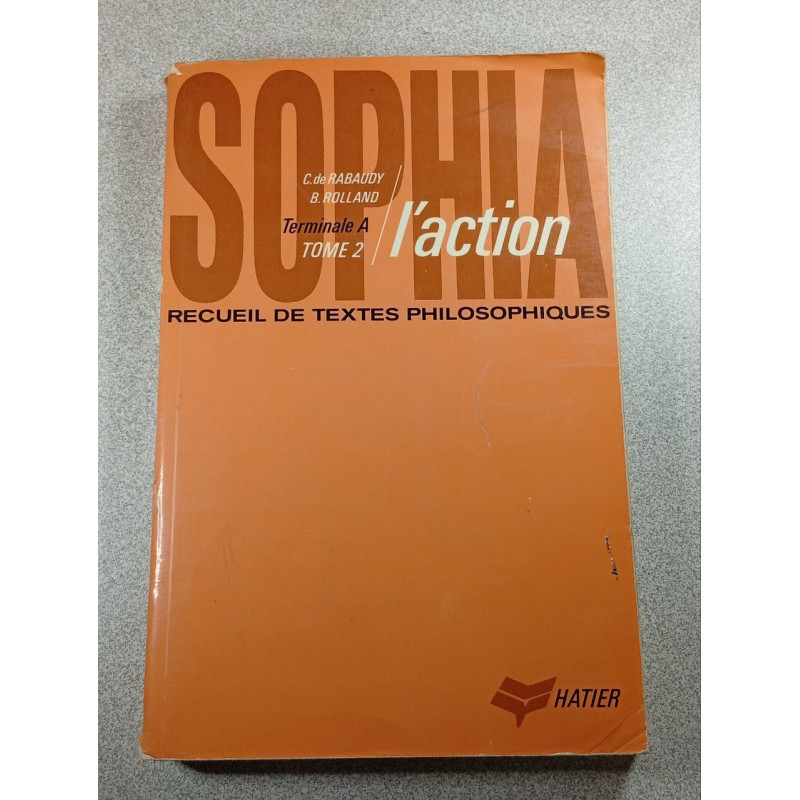 SOPHIA
C. de RABAUDY
B. ROLLAND
Terminale A
TOME 2
l'action
RECUEIL DE TEXTES PHILOSOPHIQUES
HATIER